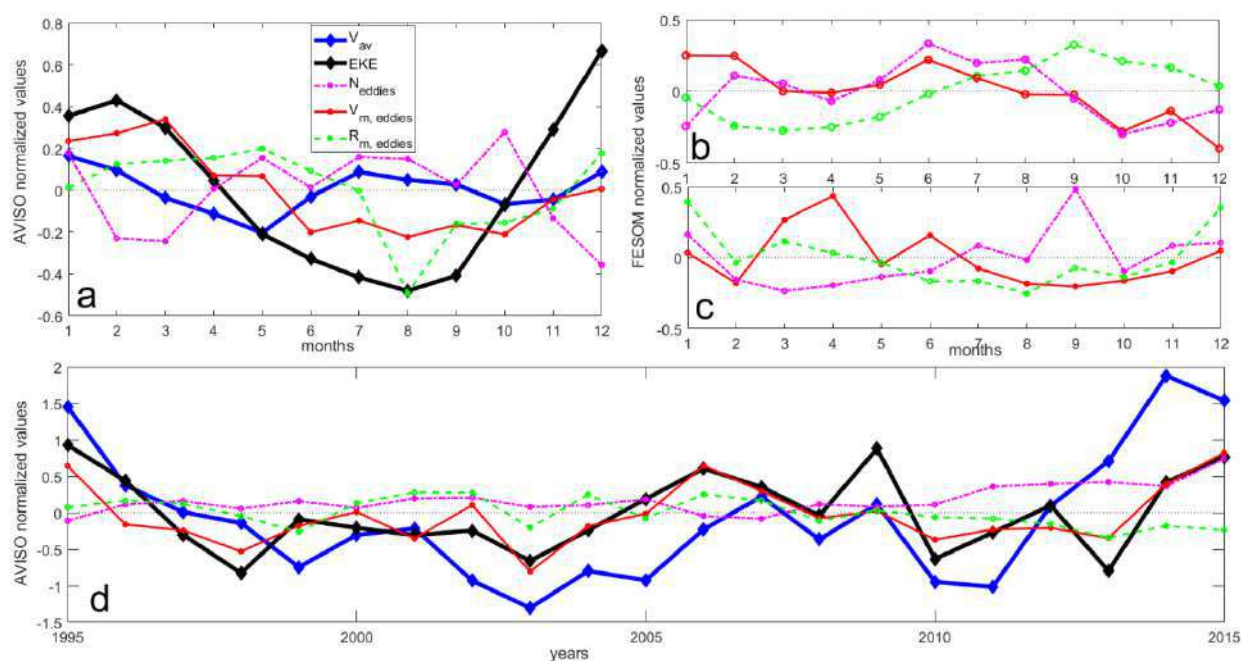 0.8
0.6
0.4
0.2
0
-0.2
-0.4
-0.6
AVISO normalized values
V av
EKE
N eddies
V m, eddies
R m, eddies
a
1 2 3 4 5 6 7 8 9 10 11 12
months
0.5
0
-0.5
b
1 2 3 4 5 6 7 8 9 10 11 12
FESOM normalized values
0.5
0
-0.5
c
1 2 3 4 5 6 7 8 9 10 11 12
months
2
1.5
1
0.5
0
-0.5
-1
-1.5
AVISO normalized values
d
1995 2000 2005 2010 2015
years